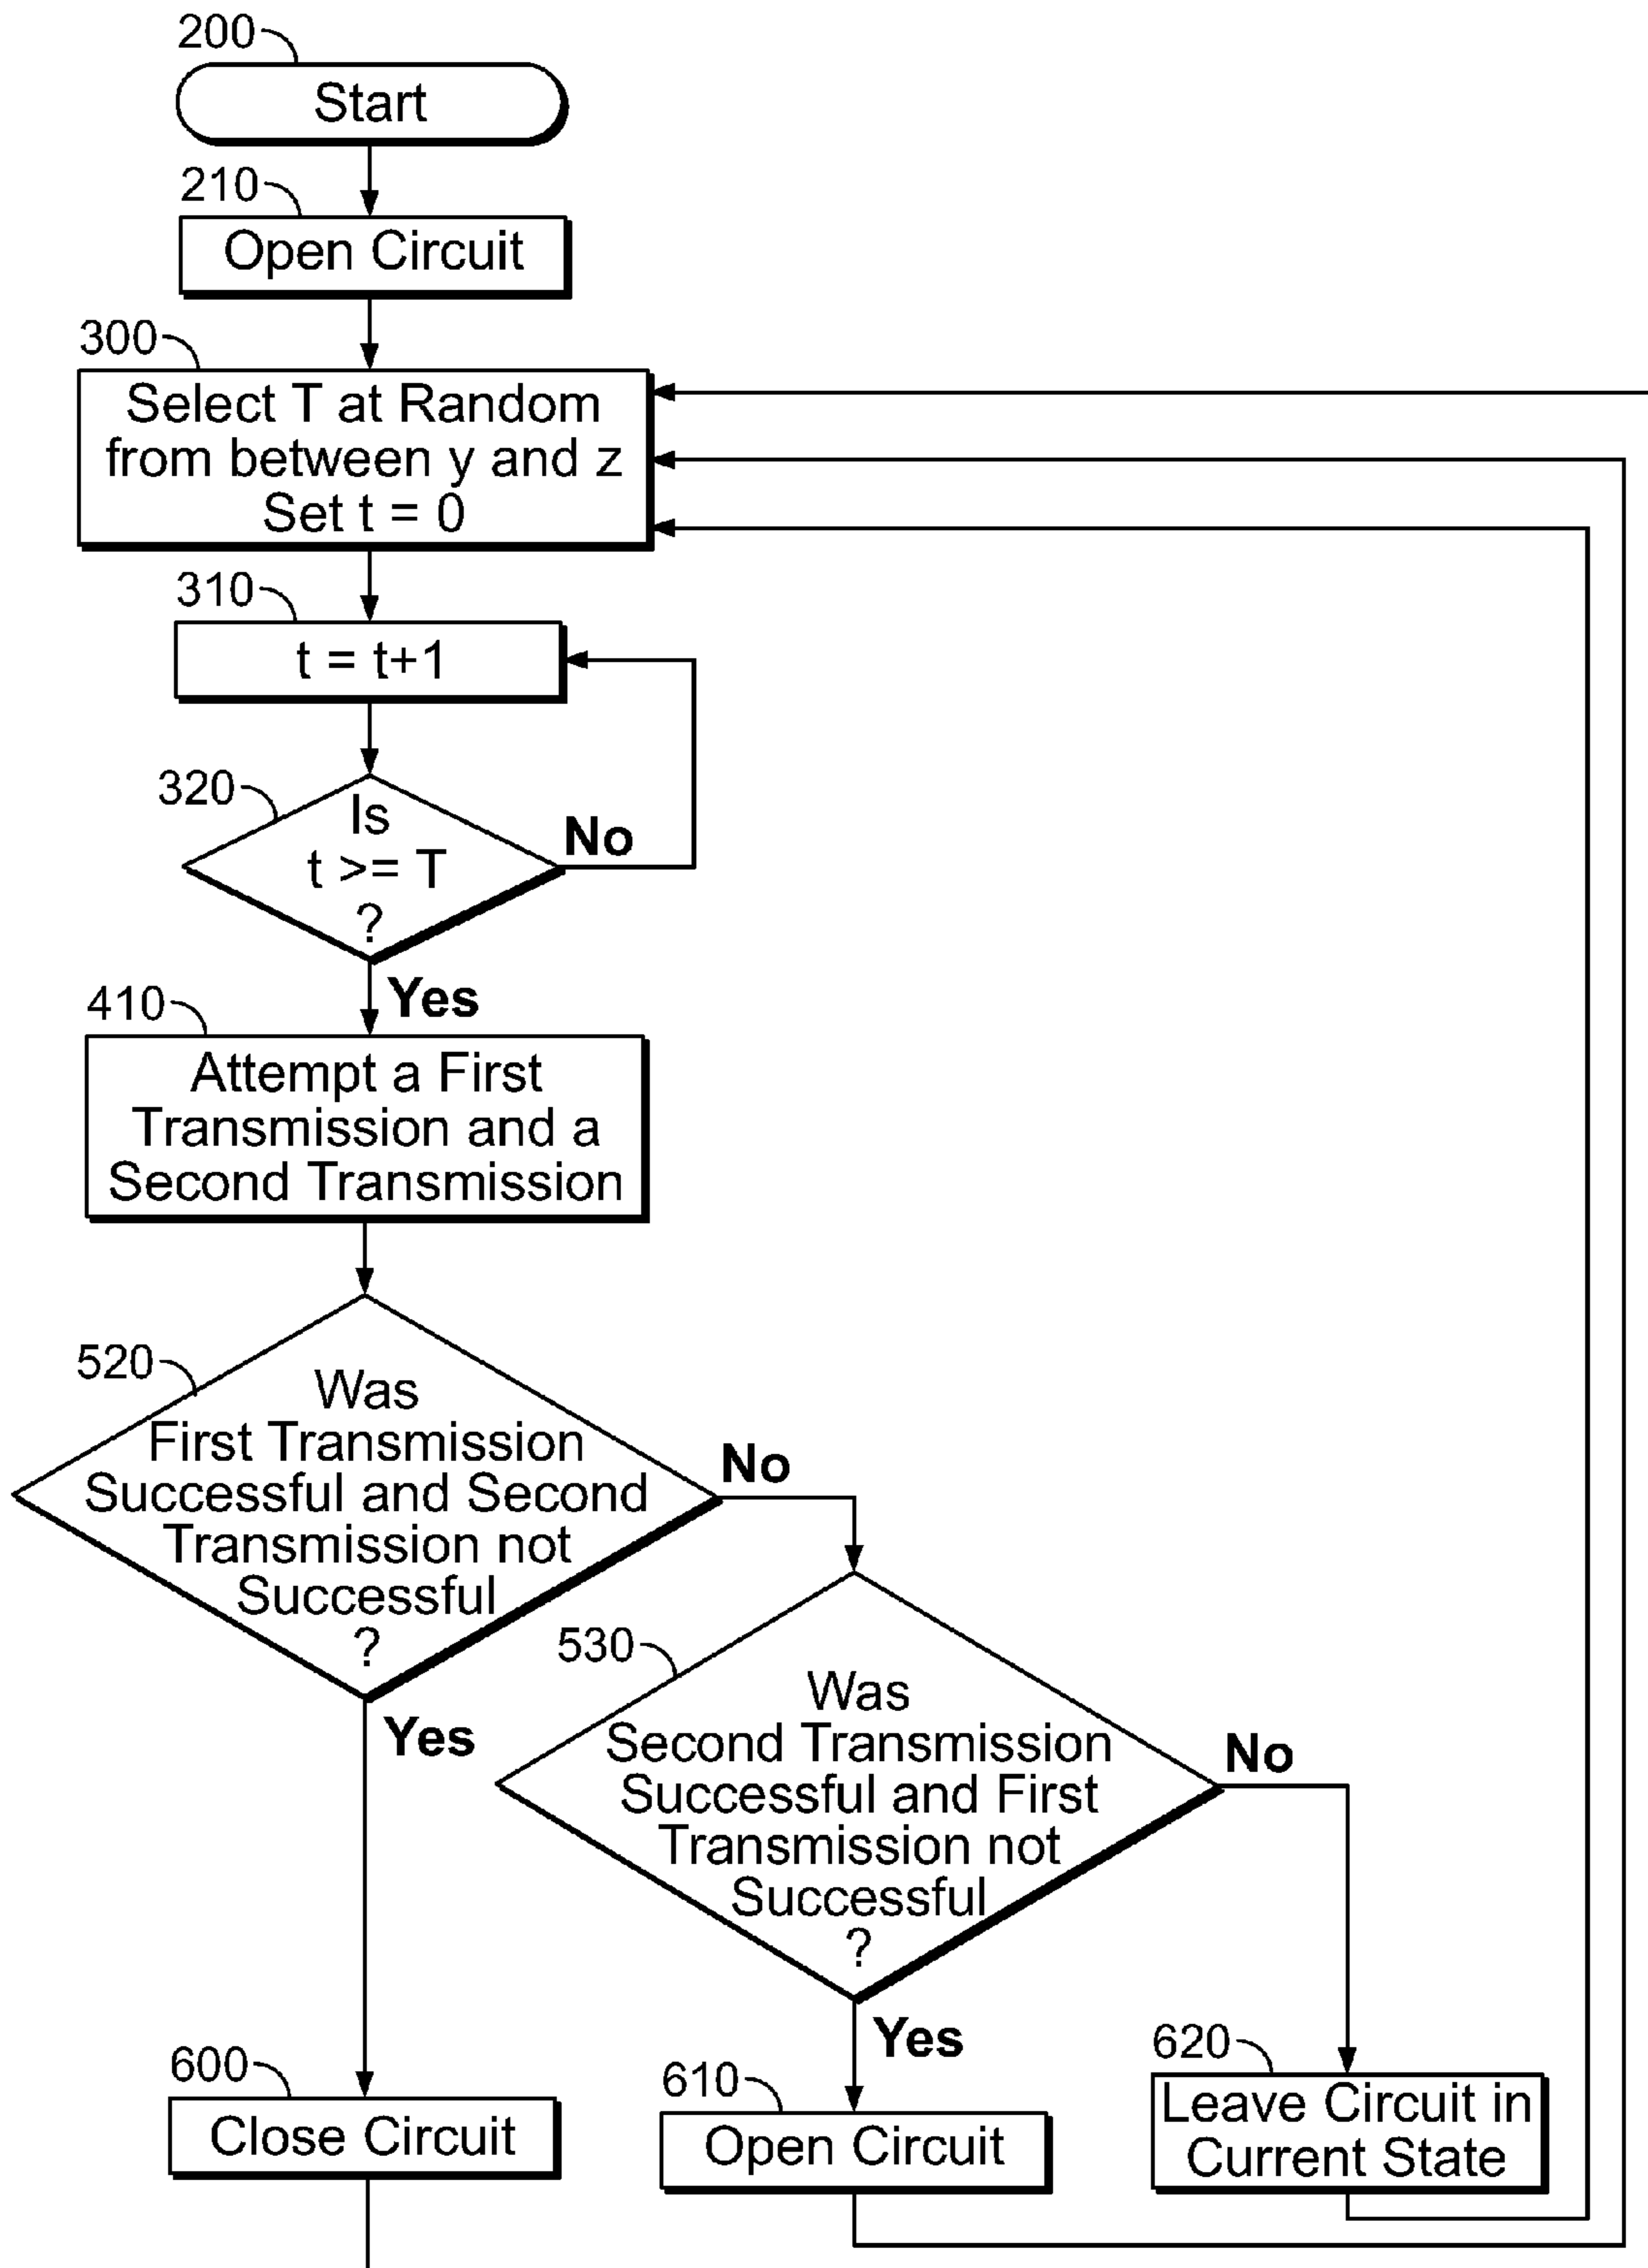 200
Start
210
Open Circuit
300
Select T at Random
from between y and z
Set t = 0
310
t = t+1
320
Is
t >= T
?
No
Yes
410
Attempt a First
Transmission and a
Second Transmission
520
Was
First Transmission
Successful and Second
Transmission not
Successful
?
No
Yes
530
Was
Second Transmission
Successful and First
Transmission not
Successful
?
No
Yes
600
Close Circuit
610
Open Circuit
620
Leave Circuit in
Current State